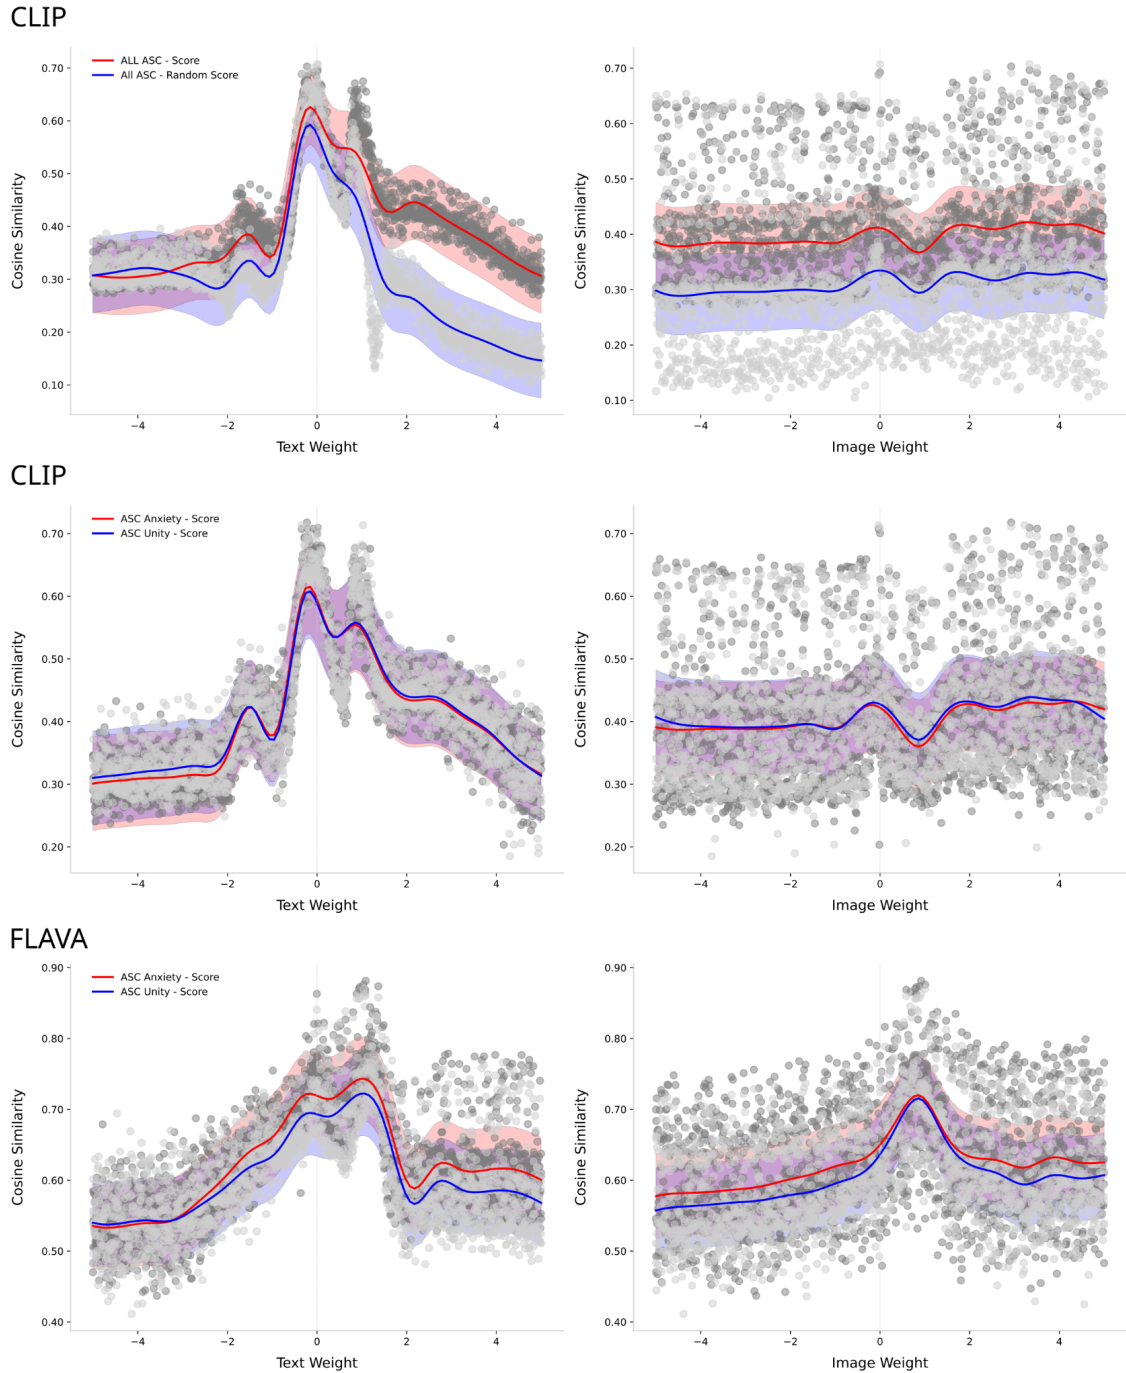 CLIP
ALL ASC - Score
All ASC - Random Score
Cosine Similarity
0.70
0.60
0.50
0.40
0.30
0.20
0.10
−4 −2 0 2 4
Text Weight
Cosine Similarity
0.70
0.60
0.50
0.40
0.30
0.20
0.10
−4 −2 0 2 4
Image Weight
CLIP
ASC Anxiety - Score
ASC Unity - Score
Cosine Similarity
0.70
0.60
0.50
0.40
0.30
0.20
−4 −2 0 2 4
Text Weight
Cosine Similarity
0.70
0.60
0.50
0.40
0.30
0.20
−4 −2 0 2 4
Image Weight
FLAVA
ASC Anxiety - Score
ASC Unity - Score
Cosine Similarity
0.90
0.80
0.70
0.60
0.50
0.40
−4 −2 0 2 4
Text Weight
Cosine Similarity
0.90
0.80
0.70
0.60
0.50
0.40
−4 −2 0 2 4
Image Weight